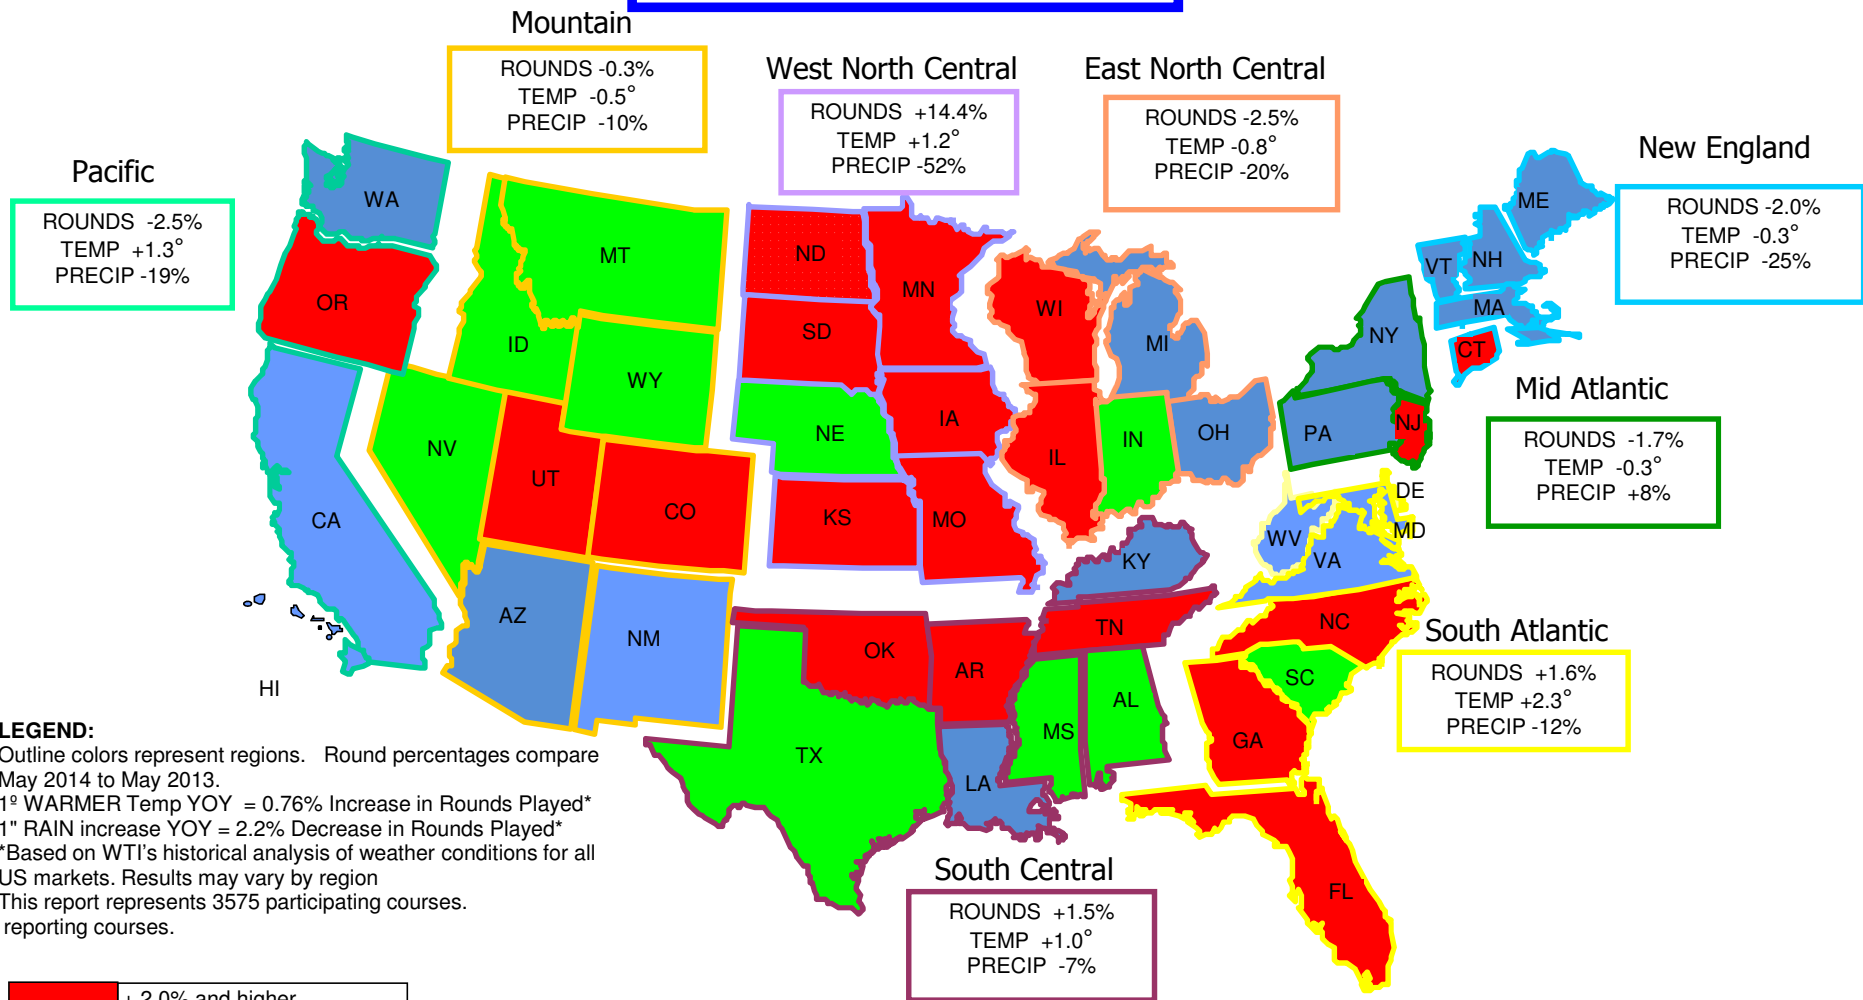 Mountain
ROUNDS -0.3%
TEMP -0.5°
PRECIP -10%
West North Central
ROUNDS +14.4%
TEMP +1.2°
PRECIP -52%
East North Central
ROUNDS -2.5%
TEMP -0.8°
PRECIP -20%
New England
ROUNDS -2.0%
TEMP -0.3°
PRECIP -25%
Pacific
ROUNDS -2.5%
TEMP +1.3°
PRECIP -19%
Mid Atlantic
ROUNDS -1.7%
TEMP -0.3°
PRECIP +8%
South Atlantic
ROUNDS +1.6%
TEMP +2.3°
PRECIP -12%
South Central
ROUNDS +1.5%
TEMP +1.0°
PRECIP -7%
WA
OR
CA
HI
MT
ID
WY
NV
UT
CO
AZ
NM
ND
SD
NE
KS
MN
IA
MO
WI
MI
IL
IN
OH
ME
VT
NH
MA
CT
NY
PA
NJ
DE
MD
WV
VA
NC
SC
GA
FL
KY
TN
OK
AR
TX
LA
MS
AL
LEGEND:
Outline colors represent regions. Round percentages compare
May 2014 to May 2013.
1º WARMER Temp YOY = 0.76% Increase in Rounds Played*
1" RAIN increase YOY = 2.2% Decrease in Rounds Played*
*Based on WTI's historical analysis of weather conditions for all
US markets. Results may vary by region
This report represents 3575 participating courses.
reporting courses.
+ 2.0% and higher